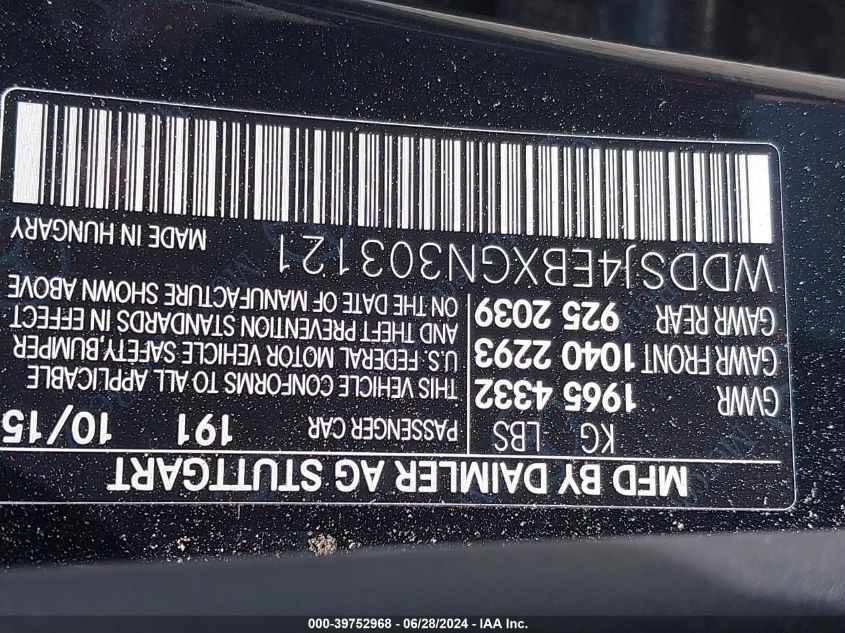 MFD BY DAIMLER AG STUTTGART
KG LBS PASSENGER CAR 191 10/15
GVWR 1965 4332 THIS VEHICLE CONFORMS TO ALL APPLICABLE
GAWR FRONT 1040 2293 U.S. FEDERAL MOTOR VEHICLE SAFETY,BUMPER
GAWR REAR 925 2039 AND THEFT PREVENTION STANDARDS IN EFFECT
ON THE DATE OF MANUFACTURE SHOWN ABOVE
WDDSJ4EBXGN303121 MADE IN HUNGARY
000-39752968 - 06/28/2024 - IAA Inc.